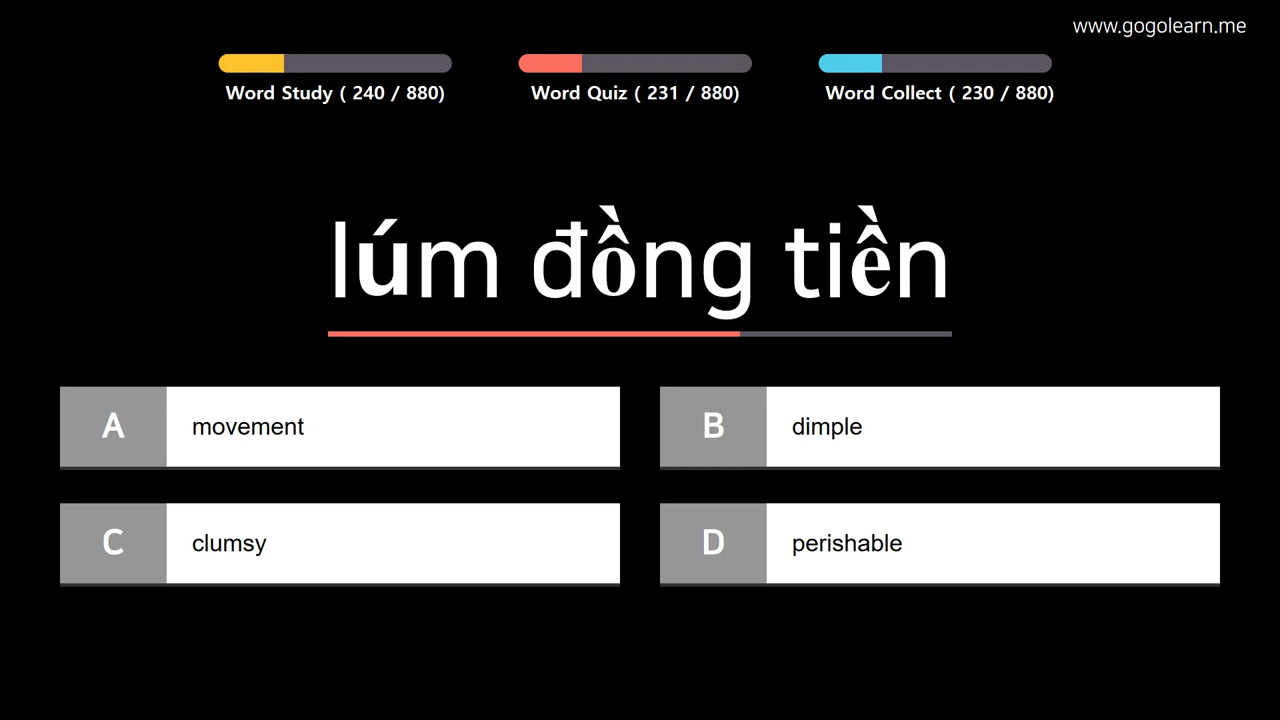 www.gogolearn.me
Word Study ( 240 / 880)
Word Quiz ( 231 / 880)
Word Collect ( 230 / 880)
lúm đồng tiền
A movement
B dimple
C clumsy
D perishable